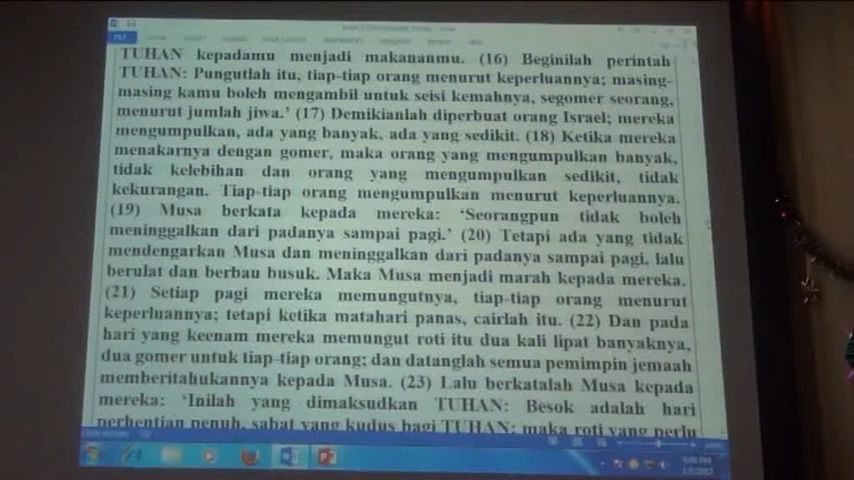 TUHAN kepadamu menjadi makananmu. (16) Beginilah perintah
TUHAN: Pungutlah itu, tiap-tiap orang menurut keperluannya; masing-
masing kamu boleh mengambil untuk seisi kemahnya, segomer seorang,
menurut jumlah jiwa.’ (17) Demikianlah diperbuat orang Israel; mereka
mengumpulkan, ada yang banyak, ada yang sedikit. (18) Ketika mereka
menakarnya dengan gomer, maka orang yang mengumpulkan banyak,
tidak kelebihan dan orang yang mengumpulkan sedikit, tidak
kekurangan. Tiap-tiap orang mengumpulkan menurut keperluannya.
(19) Musa berkata kepada mereka: ‘Seorangpun tidak boleh
meninggalkan dari padanya sampai pagi.’ (20) Tetapi ada yang tidak
mendengarkan Musa dan meninggalkan dari padanya sampai pagi, lalu
berulat dan berbau busuk. Maka Musa menjadi marah kepada mereka.
(21) Setiap pagi mereka memungutnya, tiap-tiap orang menurut
keperluannya; tetapi ketika matahari panas, cairlah itu. (22) Dan pada
hari yang keenam mereka memungut roti itu dua kali lipat banyaknya,
dua gomer untuk tiap-tiap orang; dan datanglah semua pemimpin jemaah
memberitahukannya kepada Musa. (23) Lalu berkatalah Musa kepada
mereka: ‘Inilah yang dimaksudkan TUHAN: Besok adalah hari
perhentian penuh, sabat yang kudus bagi TUHAN; maka roti yang perlu